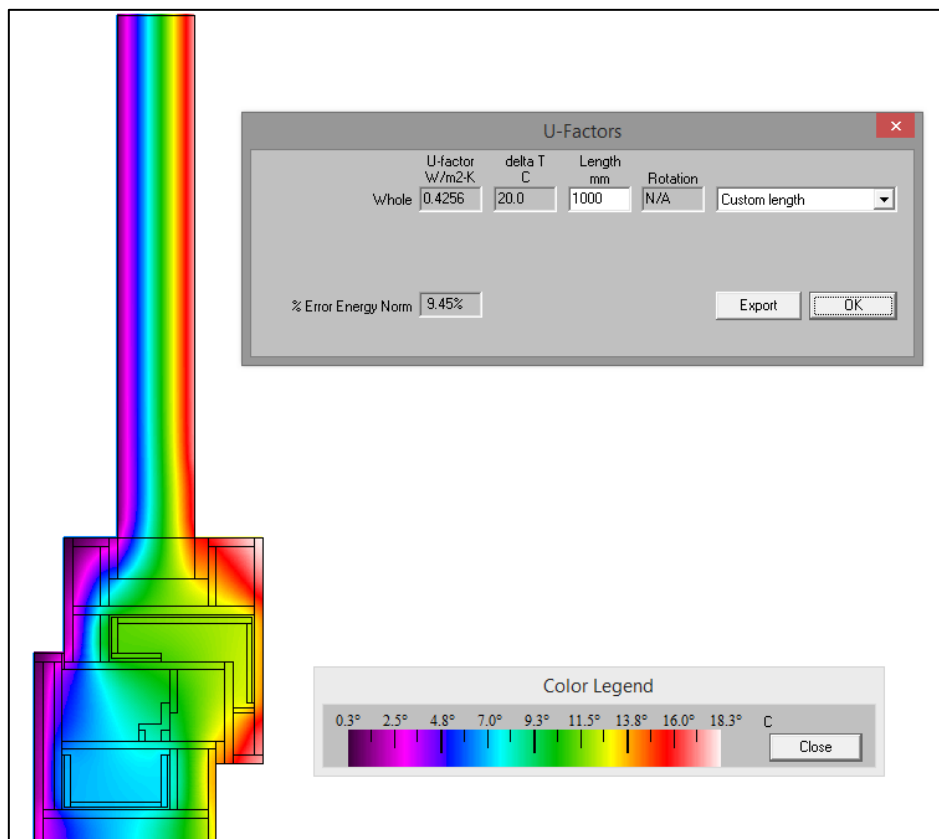 U-Factors
U-factor delta T Length
W/m2-K C mm Rotation
Whole 0.4256 20.0 1000 N/A Custom length
% Error Energy Norm 9.45% Export OK
Color Legend
0.3° 2.5° 4.8° 7.0° 9.3° 11.5° 13.8° 16.0° 18.3° C
Close